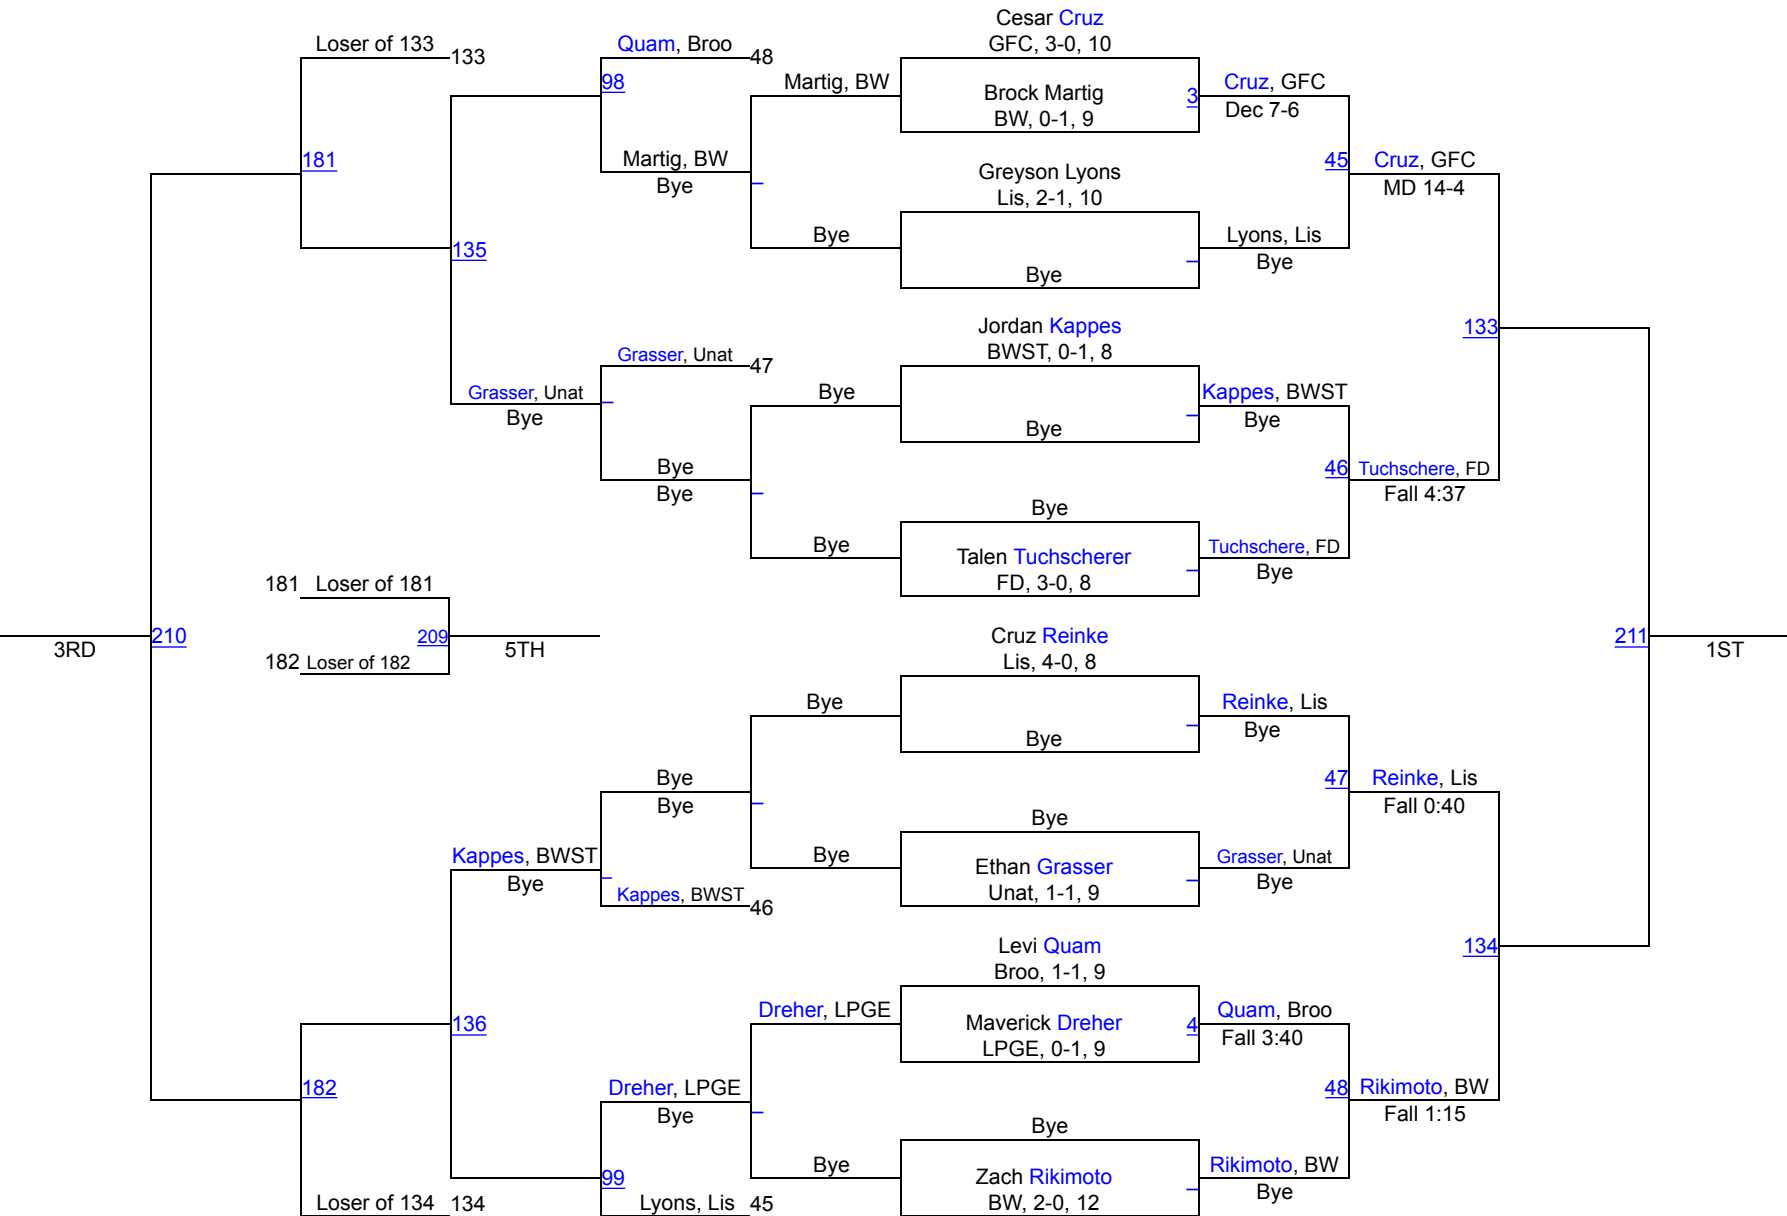 Cesar Cruz
Loser of 133
133
Quam, Broo
48
GFC, 3-0, 10
98
Martig, BW
Brock Martig
BW, 0-1, 9
3
Cruz, GFC
Dec 7-6
181
Martig, BW
Bye
Greyson Lyons
Lis, 2-1, 10
45
Cruz, GFC
MD 14-4
135
Bye
Bye
Lyons, Lis
Bye
Jordan Kappes
BWST, 0-1, 8
133
Grasser, Unat
47
Grasser, Unat
Bye
Bye
Bye
Kappes, BWST
Bye
Bye
Bye
46
Tuchschere, FD
Fall 4:37
Bye
Bye
Talen Tuchscherer
FD, 3-0, 8
Tuchschere, FD
Bye
181
Loser of 181
3RD
210
209
5TH
182
Loser of 182
Cruz Reinke
Lis, 4-0, 8
211
1ST
Bye
Bye
Reinke, Lis
Bye
Bye
Bye
47
Reinke, Lis
Fall 0:40
Bye
Kappes, BWST
Bye
Bye
Ethan Grasser
Unat, 1-1, 9
Grasser, Unat
Bye
Kappes, BWST
46
Levi Quam
Broo, 1-1, 9
134
136
Dreher, LPGE
Maverick Dreher
LPGE, 0-1, 9
4
Quam, Broo
Fall 3:40
182
Dreher, LPGE
Bye
48
Rikimoto, BW
Fall 1:15
Bye
99
Bye
Zach Rikimoto
BW, 2-0, 12
Rikimoto, BW
Bye
Loser of 134
134
Lyons, Lis
45